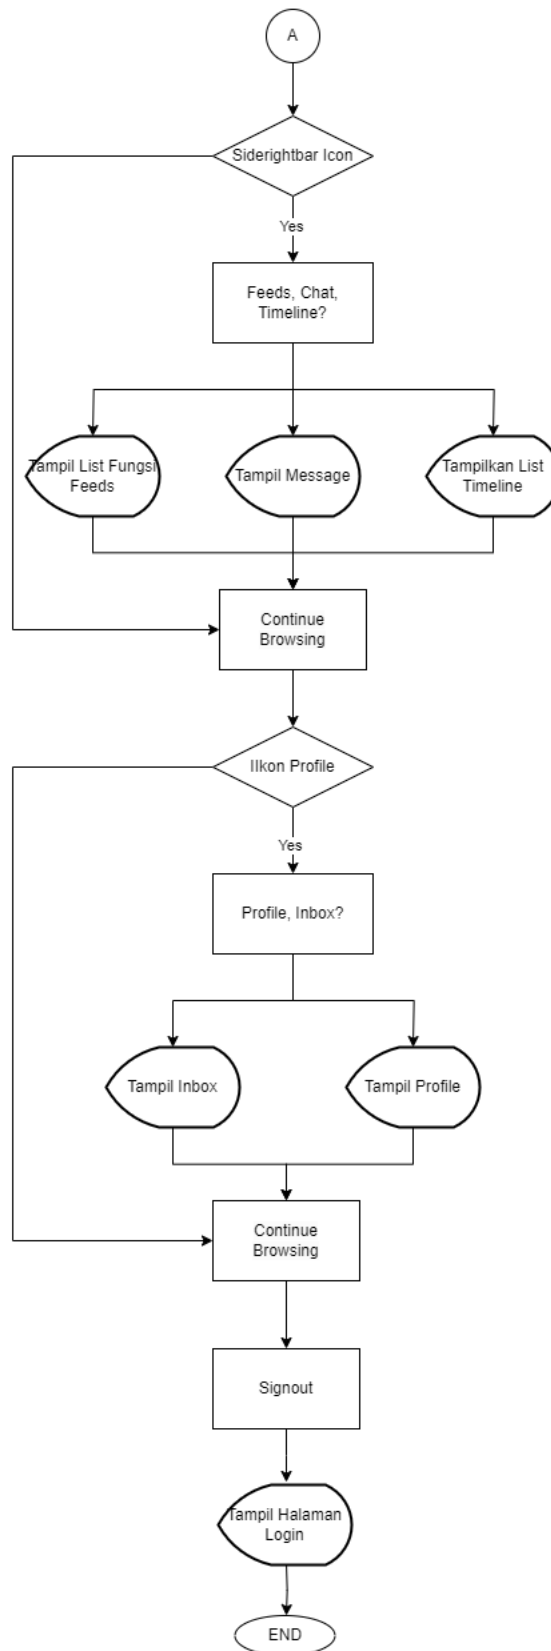 A
Siderightbar Icon
Yes
Feeds, Chat,
Timeline?
Tampil List Fungsi
Feeds
Tampil Message
Tampilkan List
Timeline
Continue
Browsing
Ilkon Profile
Yes
Profile, Inbox?
Tampil Inbox
Tampil Profile
Continue
Browsing
Signout
Tampil Halaman
Login
END